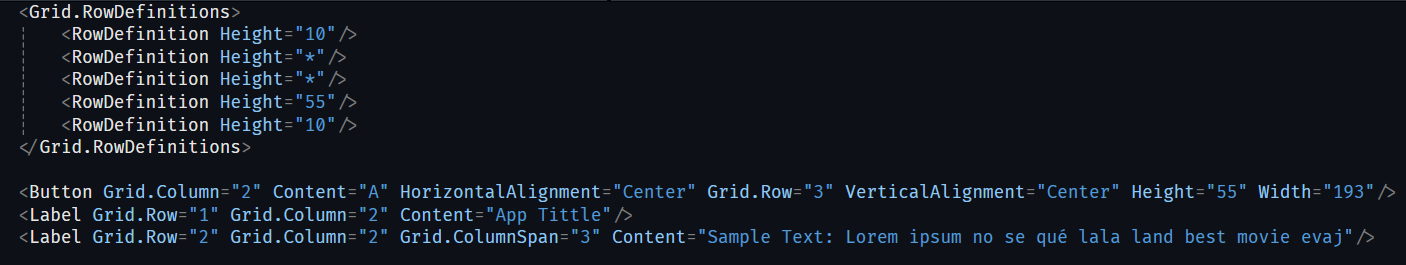 <Grid.RowDefinitions>
<RowDefinition Height="10"/>
<RowDefinition Height="*"/>
<RowDefinition Height="*"/>
<RowDefinition Height="55"/>
<RowDefinition Height="10"/>
</Grid.RowDefinitions>
<Button Grid.Column="2" Content="A" HorizontalAlignment="Center" Grid.Row="3" VerticalAlignment="Center" Height="55" Width="193"/>
<Label Grid.Row="1" Grid.Column="2" Content="App Tittle"/>
<Label Grid.Row="2" Grid.Column="2" Grid.ColumnSpan="3" Content="Sample Text: Lorem ipsum no se qué lala land best movie evaj"/>